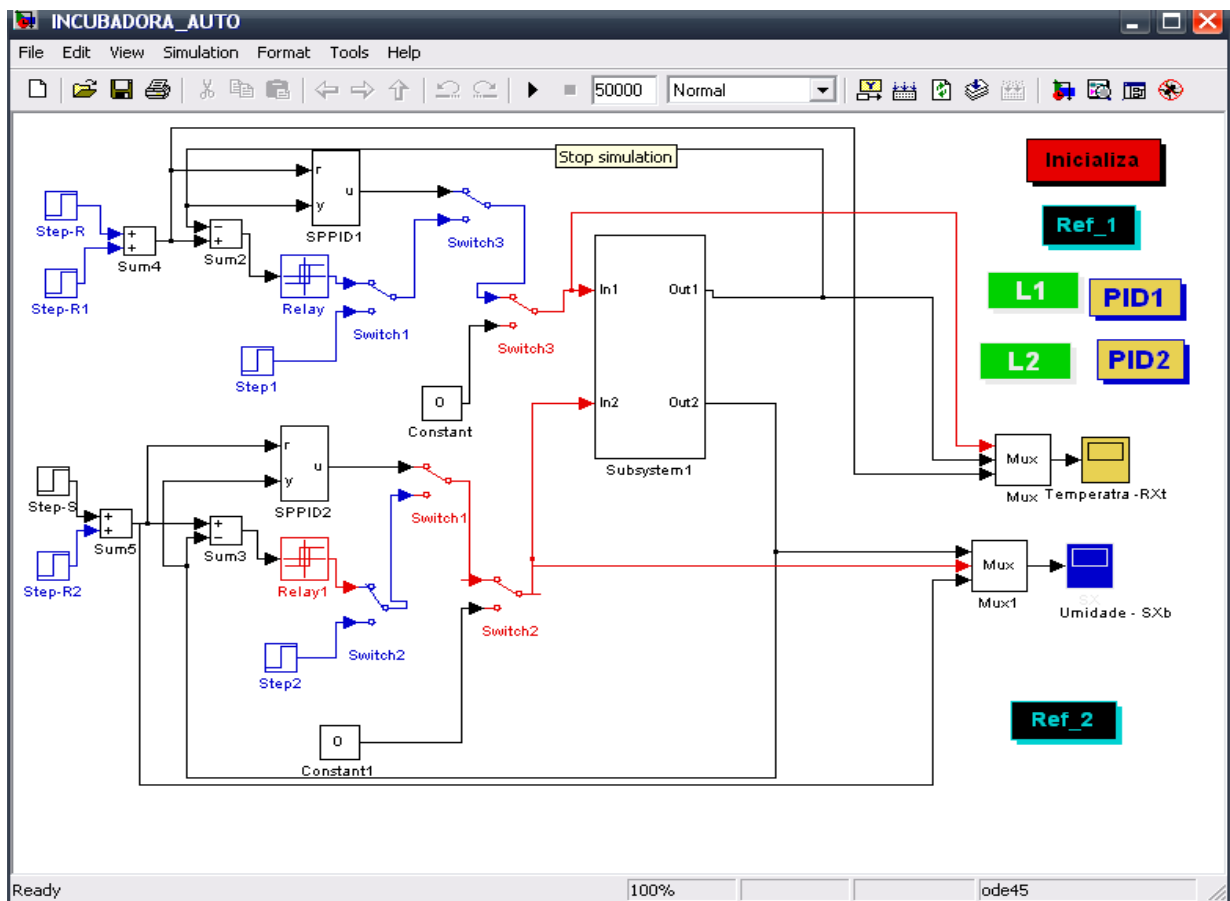 INCUBADORA_AUTO
File Edit View Simulation Format Tools Help
50000 Normal
Stop simulation
Inicializa
r
u
y
SPPID1
Step-R
Sum4
Sum2
Switch3
Ref_1
Step-R1
Relay
Switch1
In1 Out1
L1
PID1
Switch3
Step1
L2
PID2
0
Constant
In2 Out2
Subsystem1
r
u
y
SPPID2
Mux
Mux
Temperatra -RXt
Step-S
Sum5
Sum3
Switch1
Step-R2
Relay1
Mux
Mux1
SX
Umidade - SXb
Switch2
Switch2
Step2
Ref_2
0
Constant1
Ready 100% ode45